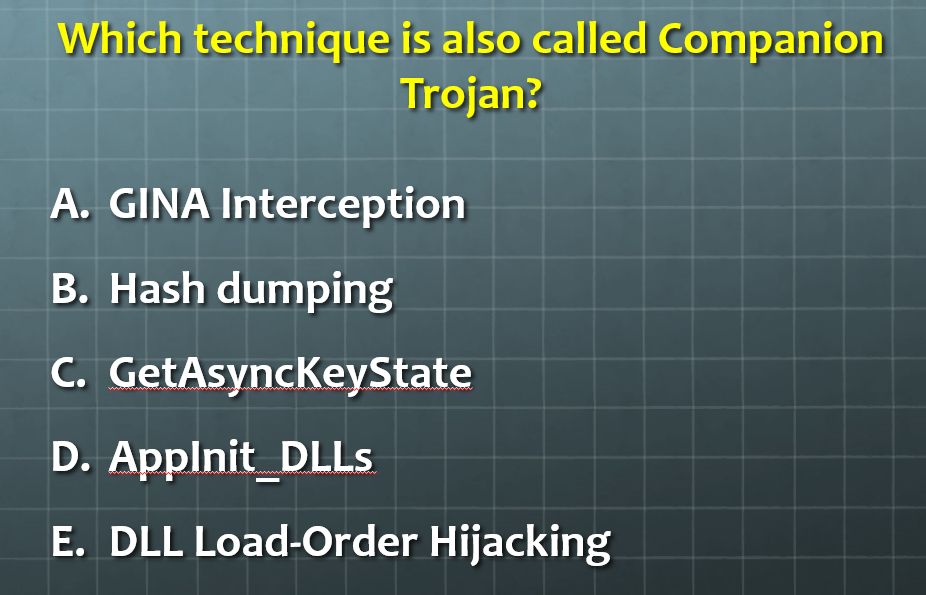 Which technique is also called Companion
Trojan?
A. GINA Interception
B. Hash dumping
C. GetAsyncKeyState
D. AppInit_DLLs
E. DLL Load-Order Hijacking